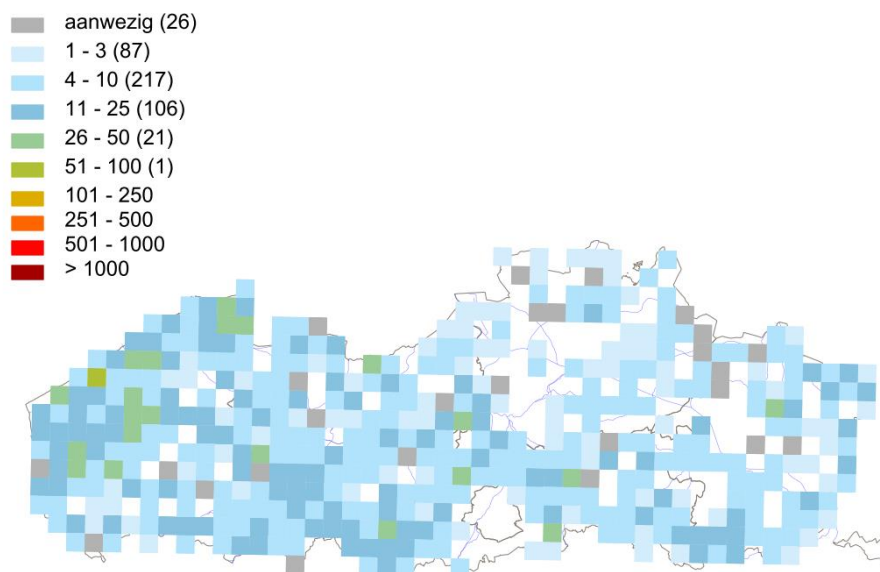 aanwezig (26)
1 - 3 (87)
4 - 10 (217)
11 - 25 (106)
26 - 50 (21)
51 - 100 (1)
101 - 250
251 - 500
501 - 1000
> 1000